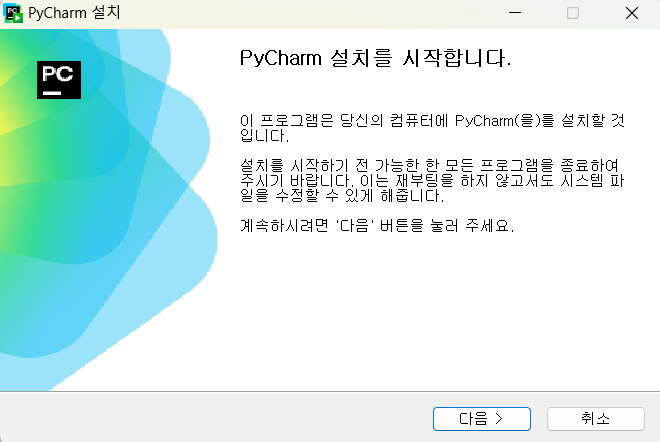 PyCharm 설치
PC
PyCharm 설치를 시작합니다.
이 프로그램은 당신의 컴퓨터에 PyCharm(을)를 설치할 것
입니다.
설치를 시작하기 전 가능한 한 모든 프로그램을 종료하여
주시기 바랍니다. 이는 재부팅을 하지 않고서도 시스템 파
일을 수정할 수 있게 해줍니다.
계속하시려면 '다음' 버튼을 눌러 주세요.
다음 >
취소